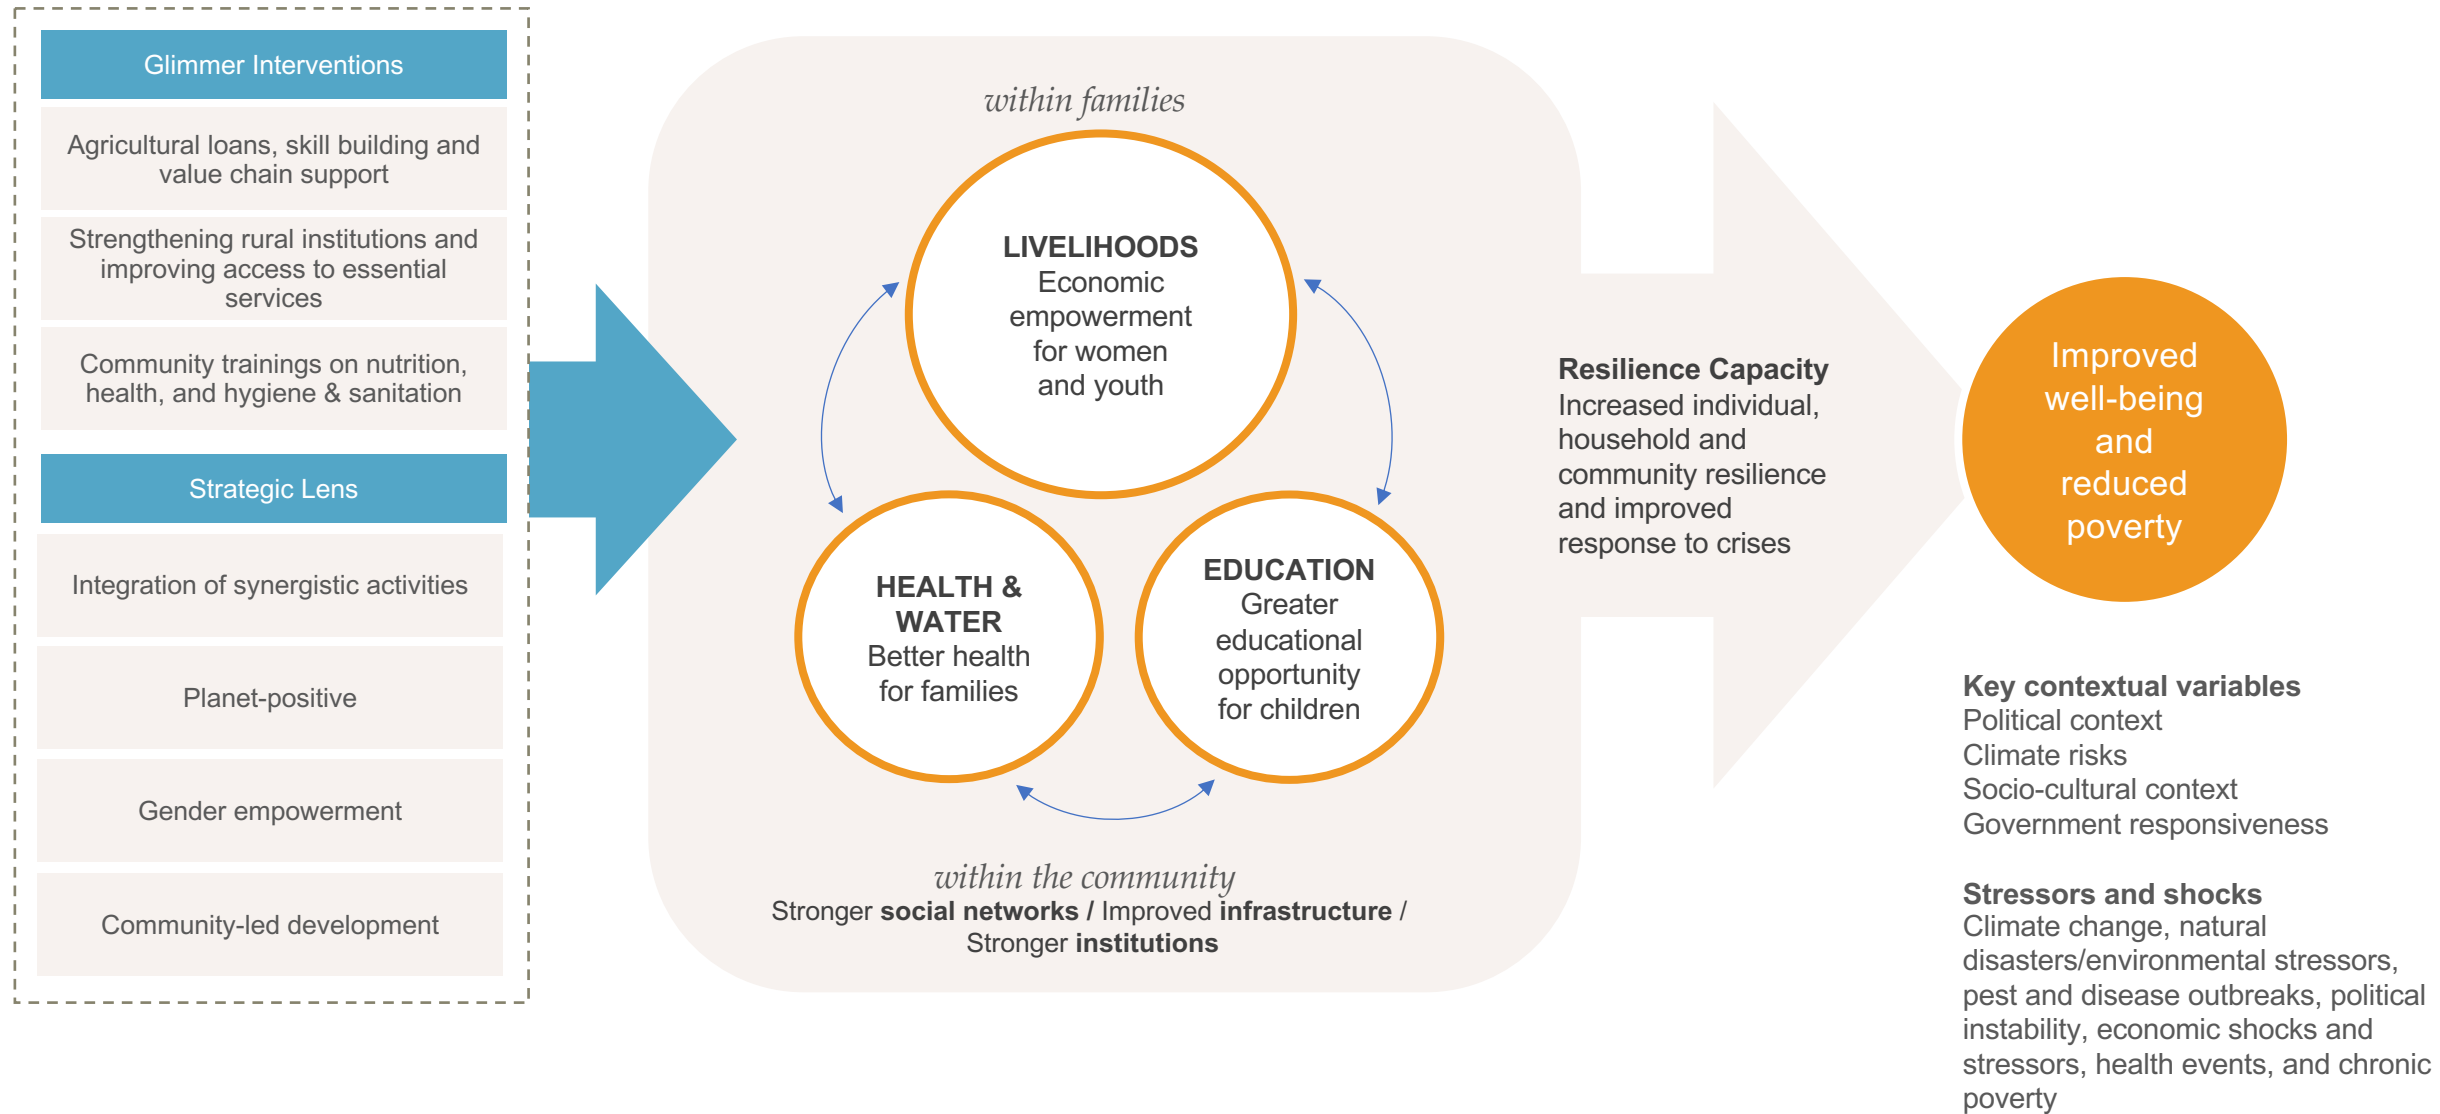 Glimmer Interventions
Agricultural loans, skill building and
value chain support
Strengthening rural institutions and
improving access to essential
services
Community trainings on nutrition,
health, and hygiene & sanitation
Strategic Lens
Integration of synergistic activities
Planet-positive
Gender empowerment
Community-led development
within families
LIVELIHOODS
Economic
empowerment
for women
and youth
HEALTH &
WATER
Better health
for families
EDUCATION
Greater
educational
opportunity
for children
within the community
Stronger social networks / Improved infrastructure /
Stronger institutions
Resilience Capacity
Increased individual,
household and
community resilience
and improved
response to crises
Improved
well-being
and
reduced
poverty
Key contextual variables
Political context
Climate risks
Socio-cultural context
Government responsiveness
Stressors and shocks
Climate change, natural
disasters/environmental stressors,
pest and disease outbreaks, political
instability, economic shocks and
stressors, health events, and chronic
poverty